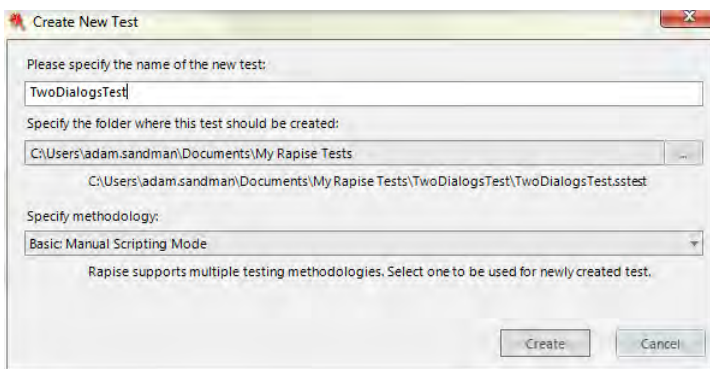 Create New Test
Please specify the name of the new test:
TwoDialogsTest
Specify the folder where this test should be created:
C:\Users\adam.sandman\Documents\My Rapise Tests
...
C:\Users\adam.sandman\Documents\My Rapise Tests\TwoDialogsTest\TwoDialogsTest.sstest
Specify methodology:
Basic: Manual Scripting Mode
Rapise supports multiple testing methodologies. Select one to be used for newly created test.
Create Cancel